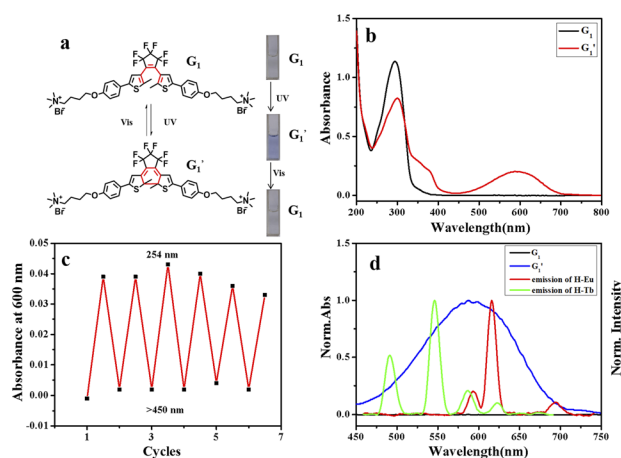 a
G1
F F F F F F
S S
O O
N+
Br-
N+
Br-
Vis UV
G1'
F F F F F F
S S
O O
N+
Br-
N+
Br-
G1
UV
G1'
Vis
G1
b
G1
G1'
Absorbance
1.5
1.0
0.5
0.0
200 300 400 500 600 700 800
Wavelength(nm)
c
254 nm
>450 nm
Absorbance at 600 nm
0.05
0.04
0.03
0.02
0.01
0.00
-0.01
1 3 5 7
Cycles
d
G1
G1'
emission of H-Eu
emission of H-Tb
Norm.Abs
1.5
1.0
0.5
0.0
450 500 550 600 650 700 750
Wavelength(nm)
Norm. Intensity